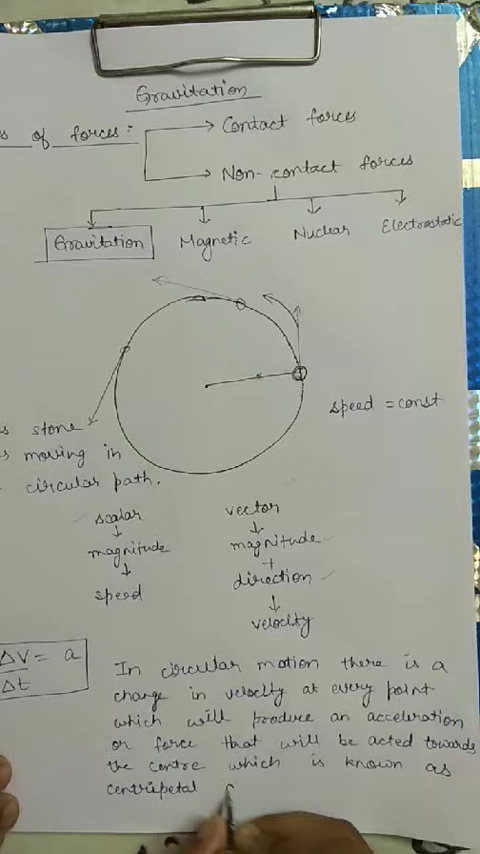 Gravitation
of forces:
Contact forces
Non-contact forces
Gravitation Magnetic Nuclear Electrostatic
speed = const
stone
moving in
circular path.
scalar vector
magnitude magnitude
+
speed direction
velocity
ΔV = a
Δt
In circular motion there is a
change in velocity at every point
which will produce an acceleration
or force that will be acted towards
the centre which is known as
centripetal